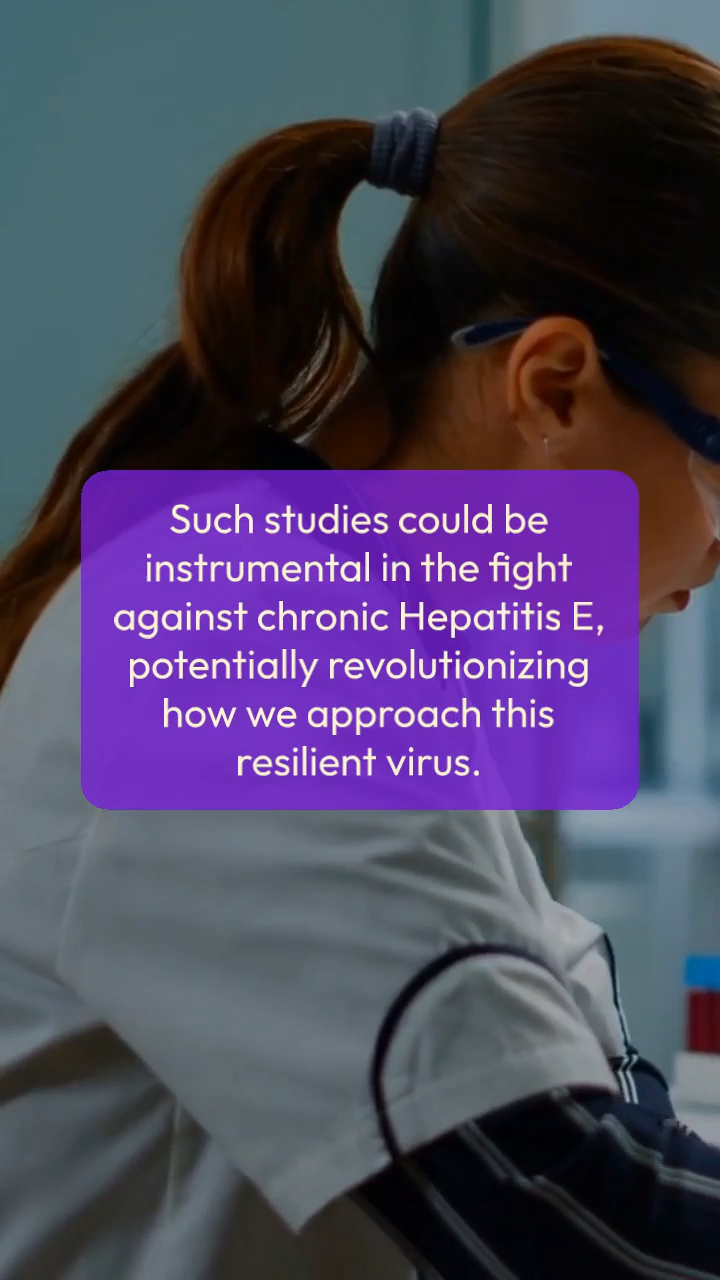 Such studies could be
instrumental in the fight
against chronic Hepatitis E,
potentially revolutionizing
how we approach this
resilient virus.